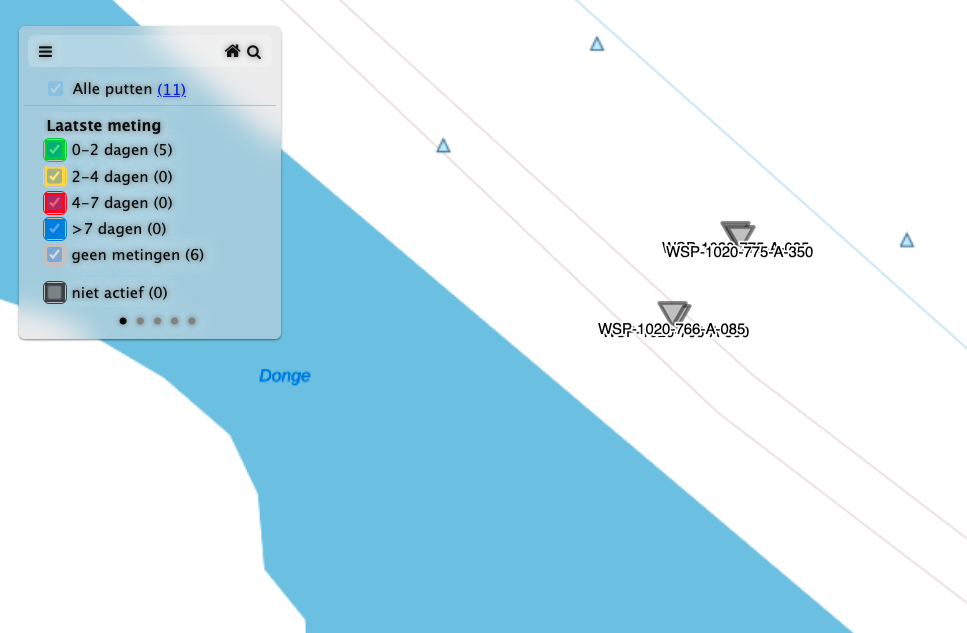 Alle putten (11)
Laatste meting
0-2 dagen (5)
2-4 dagen (0)
4-7 dagen (0)
>7 dagen (0)
geen metingen (6)
niet actief (0)
WSP-1020-775-A-350
WSP-1020-766-A-085
Donge